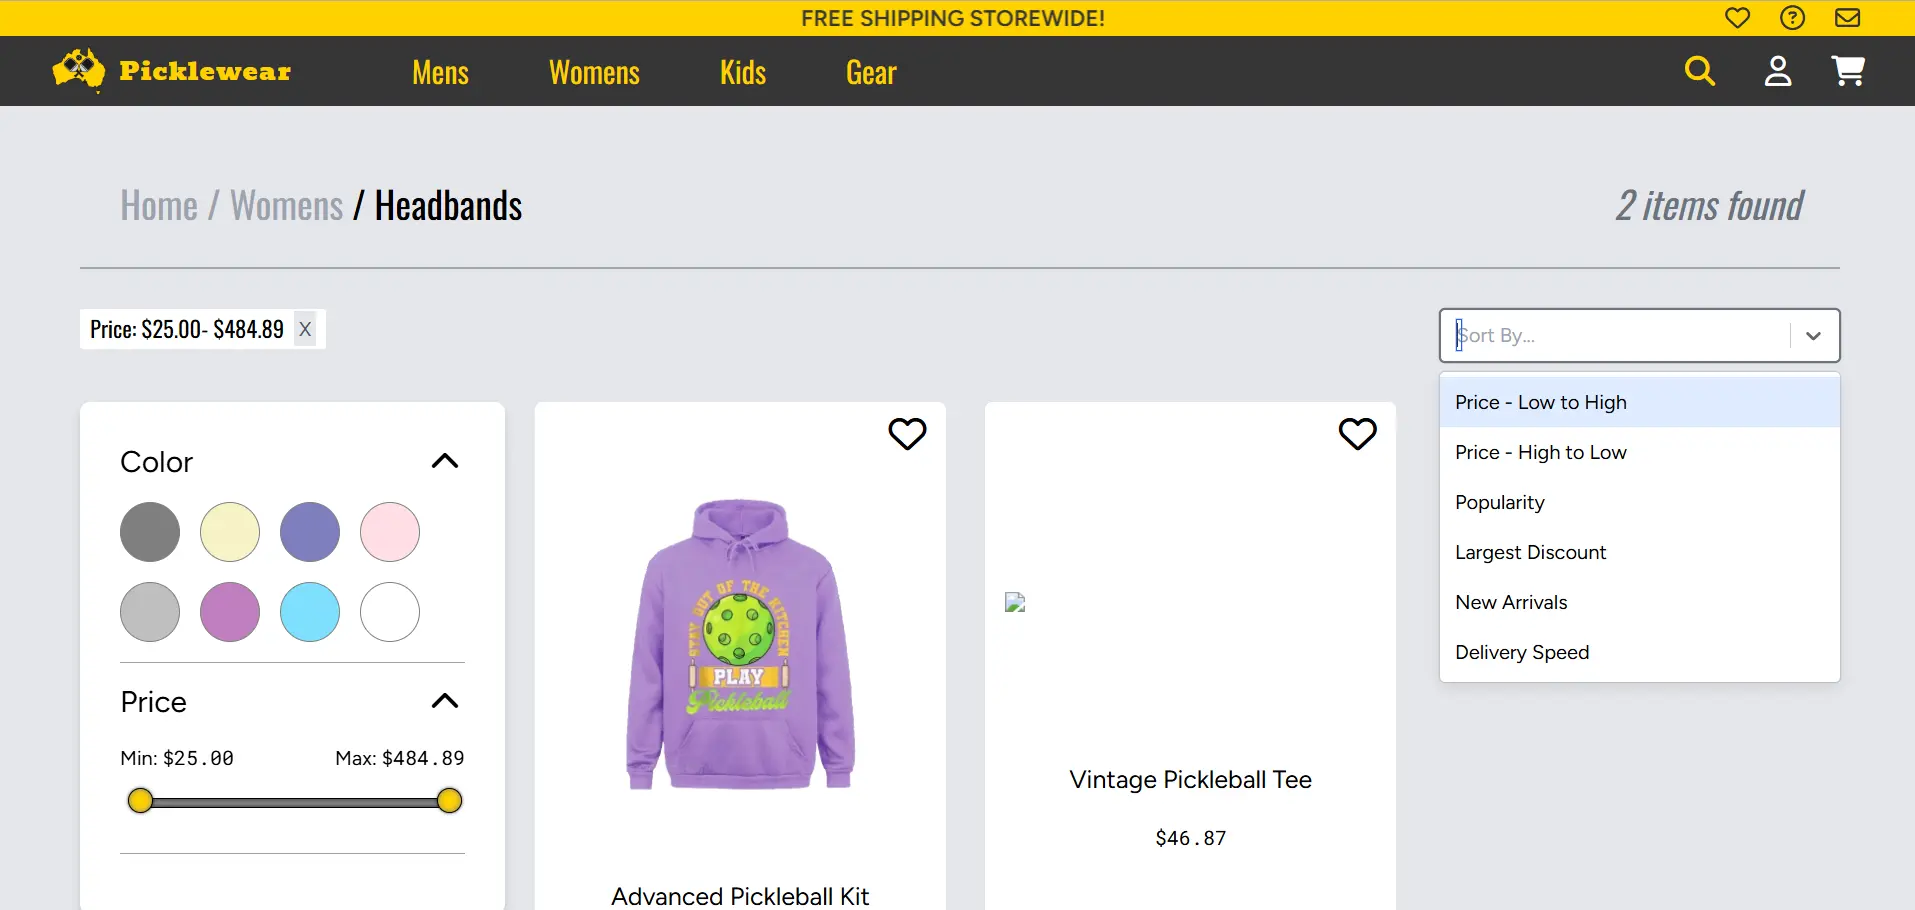 FREE SHIPPING STOREWIDE!
Picklewear
Mens
Womens
Kids
Gear
Home / Womens / Headbands
2 items found
Price: $25.00- $484.89 X
Sort By...
Price - Low to High
Price - High to Low
Popularity
Largest Discount
New Arrivals
Delivery Speed
Color
Price
Min: $25.00
Max: $484.89
STAY OUT OF THE KITCHEN
PLAY
Pickleball
Advanced Pickleball Kit
Vintage Pickleball Tee
$46.87